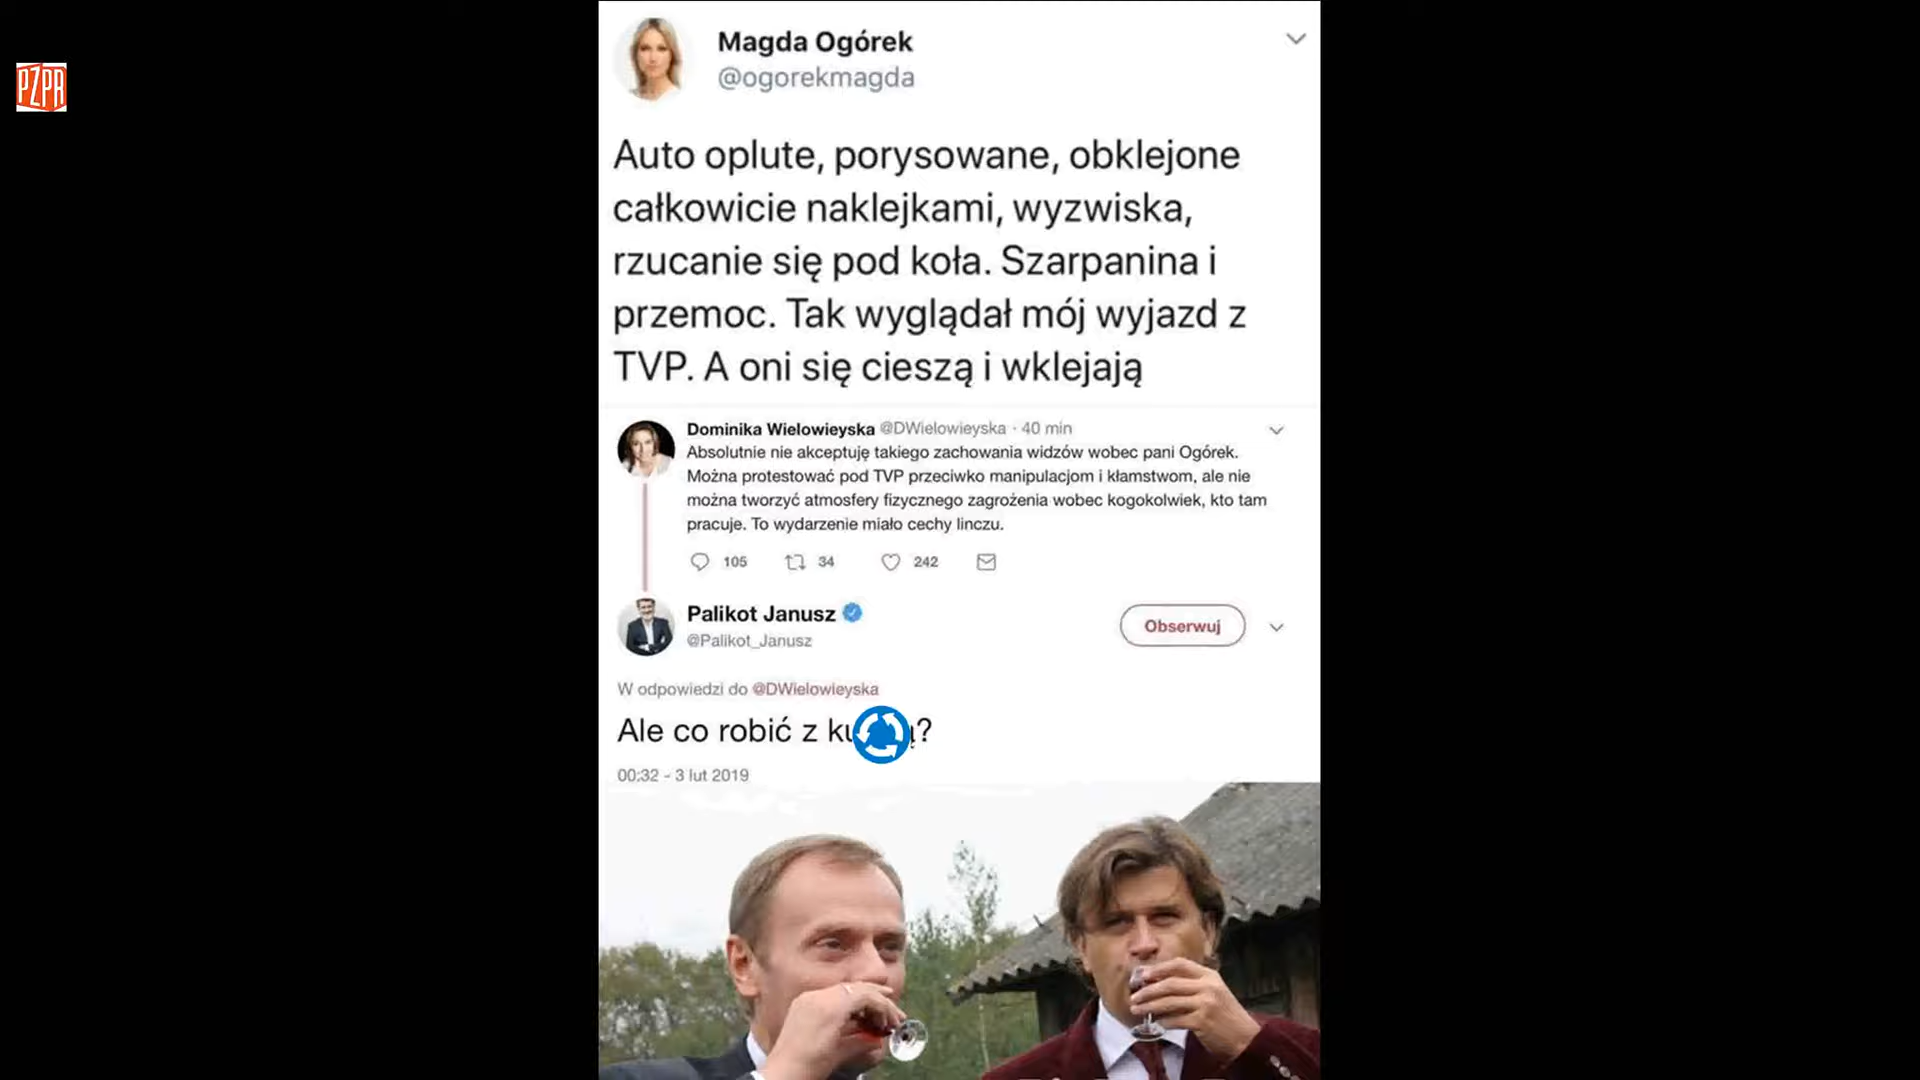 PZPR
Magda Ogórek
@ogorekmagda
Auto oplute, porysowane, obklejone
całkowicie naklejkami, wyzwiska,
rzucanie się pod koła. Szarpanina i
przemoc. Tak wyglądał mój wyjazd z
TVP. A oni się cieszą i wklejają
Dominika Wielowieyska @DWielowieyska · 40 min
Absolutnie nie akceptuję takiego zachowania widzów wobec pani Ogórek.
Można protestować pod TVP przeciwko manipulacjom i kłamstwom, ale nie
można tworzyć atmosfery fizycznego zagrożenia wobec kogokolwiek, kto tam
pracuje. To wydarzenie miało cechy linczu.
105 34 242
Palikot Janusz
@Palikot_Janusz
Obserwuj
W odpowiedzi do @DWielowieyska
Ale co robić z
00:32 - 3 lut 2019